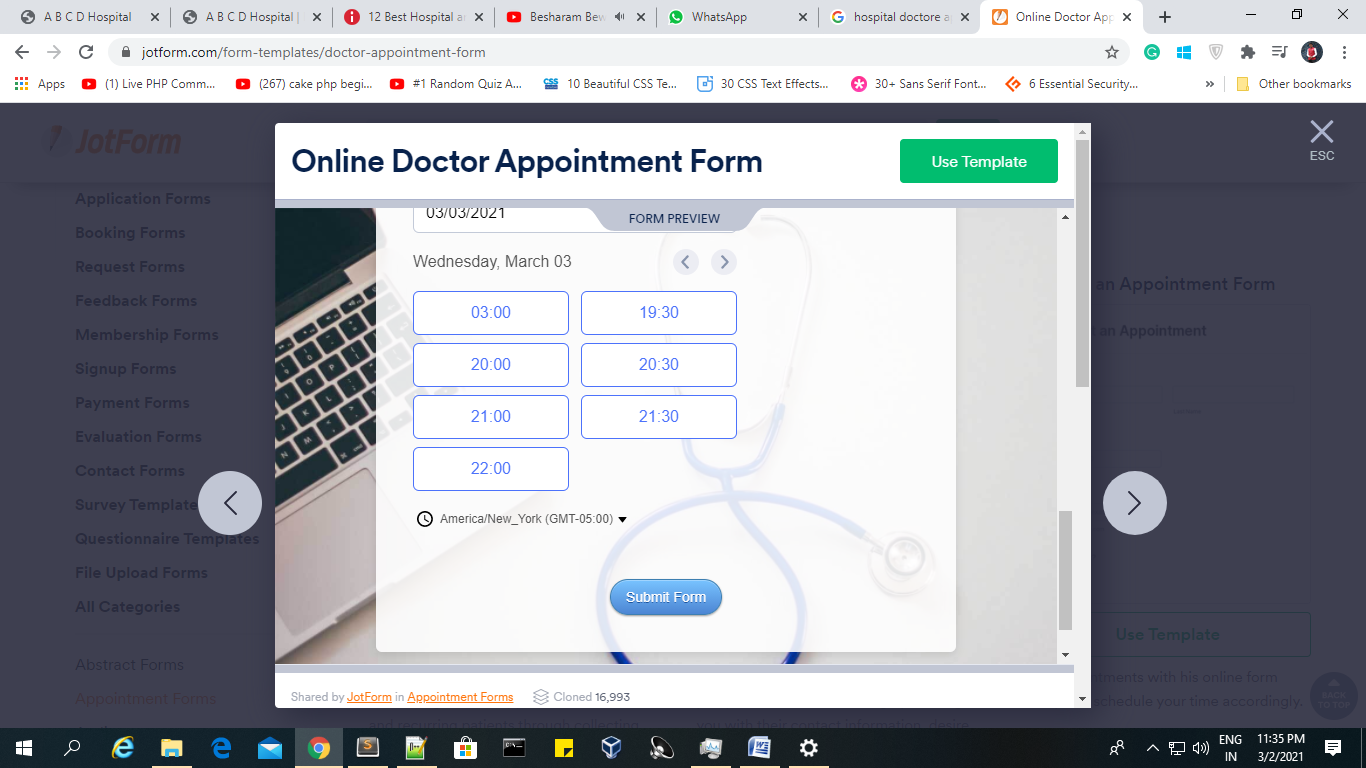 A B C D Hospital
A B C D Hospital |
12 Best Hospital a
Besharam Bew
WhatsApp
hospital doctore a
Online Doctor App
jotform.com/form-templates/doctor-appointment-form
Apps
(1) Live PHP Comm...
(267) cake php begi...
#1 Random Quiz A...
10 Beautiful CSS Te...
30 CSS Text Effects...
30+ Sans Serif Font...
6 Essential Security...
»
Other bookmarks
JotForm
ESC
Online Doctor Appointment Form
Use Template
Application Forms
Booking Forms
Request Forms
Feedback Forms
Membership Forms
Signup Forms
Payment Forms
Evaluation Forms
Contact Forms
Survey Template
Questionnaire Templates
File Upload Forms
All Categories
Abstract Forms
Appointment Forms
03/03/2021
FORM PREVIEW
Wednesday, March 03
03:00 19:30
20:00 20:30
21:00 21:30
22:00
America/New_York (GMT-05:00)
Submit Form
Shared by JotForm in Appointment Forms
Cloned 16,993
an Appointment Form
an Appointment
Use Template
ntments with his online form
schedule your time accordingly.
BACK
TO TOP
and recurring patients through collecting
ENG
IN
11:35 PM
3/2/2021